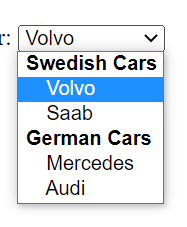 r: Volvo
Swedish Cars
Volvo
Saab
German Cars
Mercedes
Audi